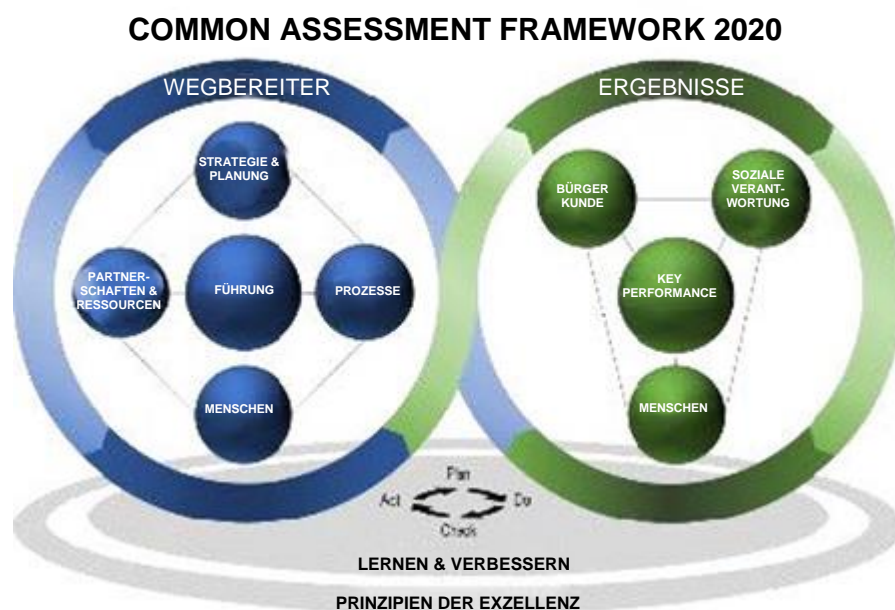 COMMON ASSESSMENT FRAMEWORK 2020
WEGBEREITER
STRATEGIE &
PLANUNG
PARTNER-
SCHAFTEN &
RESSOURCEN
FÜHRUNG
PROZESSE
MENSCHEN
ERGEBNISSE
BÜRGER
KUNDE
SOZIALE
VERANT-
WORTUNG
KEY
PERFORMANCE
MENSCHEN
Plan
Act
Do
Check
LERNEN & VERBESSERN
PRINZIPIEN DER EXZELLENZ